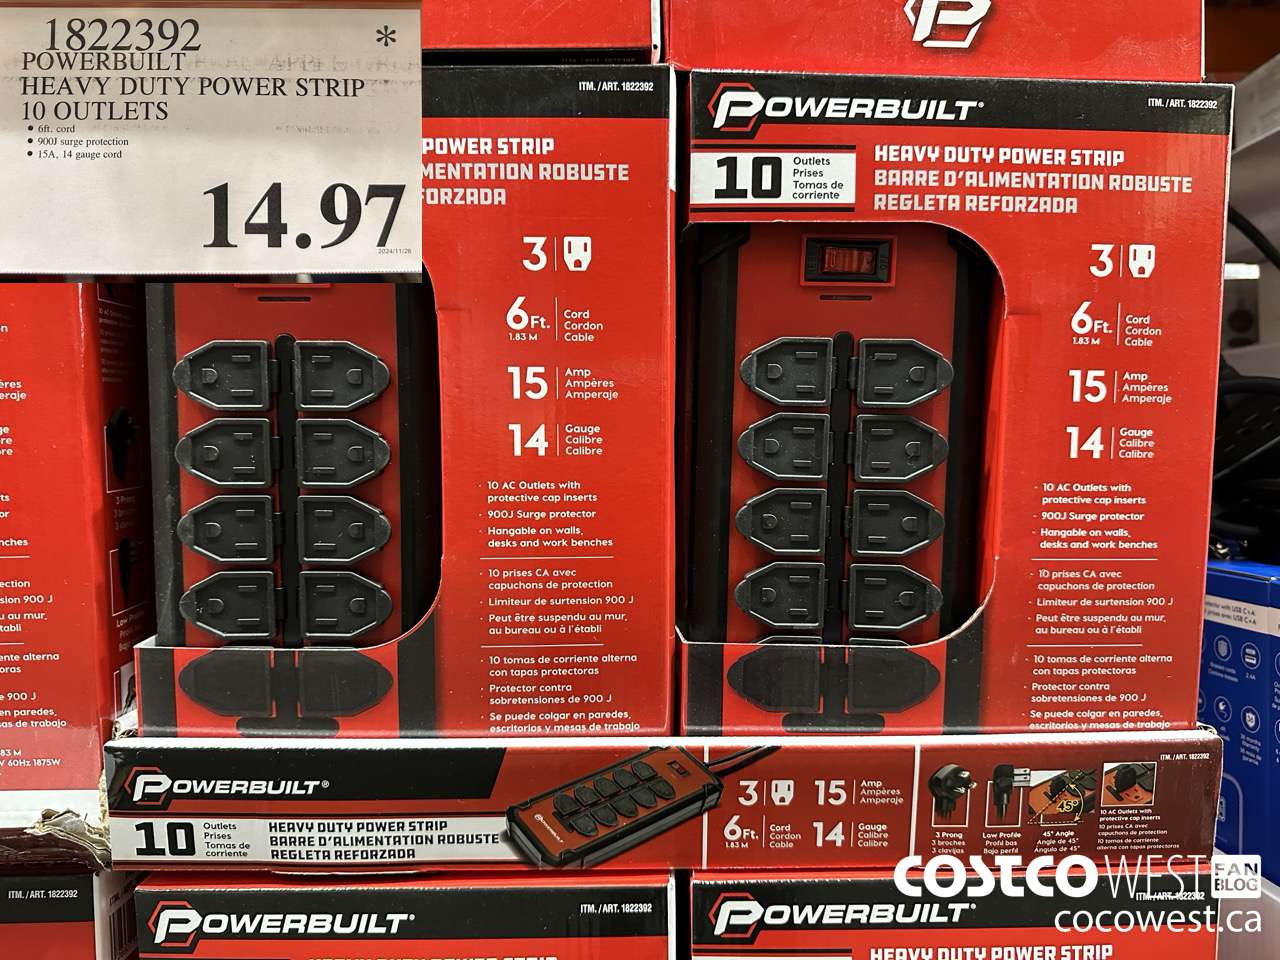 1822392 *
POWERBUILT
HEAVY DUTY POWER STRIP
10 OUTLETS
• 6ft. cord
• 900J surge protection
• 15A, 14 gauge cord
14.97
2024/11/28
ITM. /ART. 1822392
POWER STRIP
MENTATION ROBUSTE
FORZADA
3
6 Ft.
1.83 M
Cord
Cordon
Cable
15
Amp
Ampères
Amperaje
14
Gauge
Calibre
Calibre
· 10 AC Outlets with
protective cap inserts
· 900J Surge protector
· Hangable on walls,
desks and work benches
· 10 prises CA avec
capuchons de protection
· Limiteur de surtension 900 J
· Peut être suspendu au mur,
au bureau ou à l'établi
· 10 tomas de corriente alterna
con tapas protectoras
· Protector contra
sobretensiones de 900 J
· Se puede colgar en paredes,
escritorios y mesas de trabajo
POWERBUILT®
ITM. /ART. 1822392
10
Outlets
Prises
Tomas de
corriente
HEAVY DUTY POWER STRIP
BARRE D'ALIMENTATION ROBUSTE
REGLETA REFORZADA
3
6 Ft.
1.83 M
Cord
Cordon
Cable
15
Amp
Ampères
Amperaje
14
Gauge
Calibre
Calibre
· 10 AC Outlets with
protective cap inserts
· 900J Surge protector
· Hangable on walls,
desks and work benches
· 10 prises CA avec
capuchons de protection
· Limiteur de surtension 900 J
· Peut être suspendu au mur,
au bureau ou à l'établi
· 10 tomas de corriente alterna
con tapas protectoras
· Protector contra
sobretensiones de 900 J
· Se puede colgar en paredes,
escritorios y mesas de trabajo
POWERBUILT®
10
Outlets
Prises
Tomas de
corriente
HEAVY DUTY POWER STRIP
BARRE D'ALIMENTATION ROBUSTE
REGLETA REFORZADA
3
15
Amp
Ampères
Amperaje
6 Ft.
1.83 M
Cord
Cordon
Cable
14
Gauge
Calibre
Calibre
ITM. /ART. 1822392
45°
3 Prong
3 broches
3 clavijas
Low Profile
Profil bas
Bajo perfil
45° Angle
Angle de 45°
Ángulo de 45°
10 AC Outlets with
protective cap inserts
10 prises CA avec
capuchons de protection
10 tomas de corriente
alterna con tapas protectoras
ITM. /ART. 1822392
POWERBUILT®
ITM. /ART. 1822392
POWERBUILT®
ITM. /ART. 1822392
HEAVY DUTY POWER STRIP
COSTCO WEST FAN BLOG
cocowest.ca